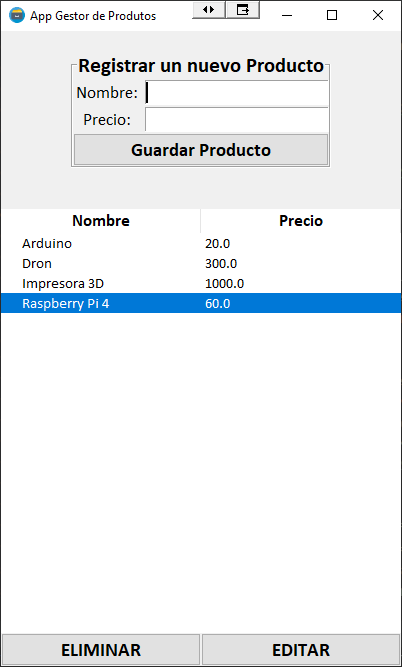 App Gestor de Produtos
Registrar un nuevo Producto
Nombre:
Precio:
Guardar Producto
Nombre Precio
Arduino 20.0
Dron 300.0
Impresora 3D 1000.0
Raspberry Pi 4 60.0
ELIMINAR EDITAR